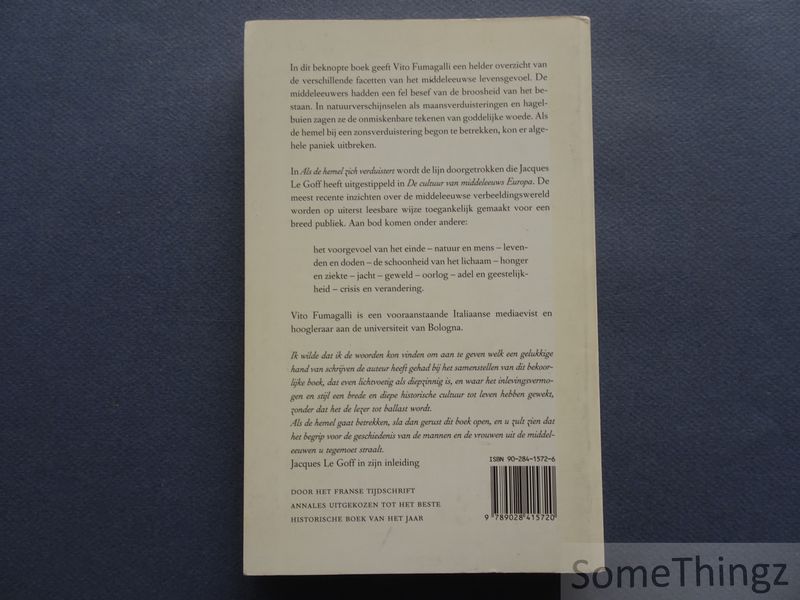 In dit beknopte boek geeft Vito Fumagalli een helder overzicht van
de verschillende facetten van het middeleeuwse levensgevoel. De
middeleeuwers hadden een fel besef van de broosheid van het be-
staan. In natuurverschijnselen als maansverduisteringen en hagel-
buien zagen ze de onmiskenbare tekenen van goddelijke woede. Als
de hemel bij een zonsverduistering begon te betrekken, kon er alge-
hele paniek uitbreken.
In Als de hemel zich verduistert wordt de lijn doorgetrokken die Jacques
Le Goff heeft uitgestippeld in De cultuur van middeleeuws Europa. De
meest recente inzichten over de middeleeuwse verbeeldingswereld
worden op uiterst leesbare wijze toegankelijk gemaakt voor een
breed publiek. Aan bod komen onder andere:
het voorgevoel van het einde – natuur en mens – leven-
den en doden – de schoonheid van het lichaam – honger
en ziekte – jacht – geweld – oorlog – adel en geestelijk-
heid – crisis en verandering.
Vito Fumagalli is een vooraanstaande Italiaanse mediaevist en
hoogleraar aan de universiteit van Bologna.
Ik wilde dat ik de woorden kon vinden om aan te geven welk een gelukkige
hand van schrijven de auteur heeft gehad bij het samenstellen van dit bekoor-
lijke boek, dat even lichtvoetig als diepzinnig is, en waar het inlevingsvermo-
gen en stijl een brede en diepe historische cultuur tot leven hebben gewekt,
zonder dat het de lezer tot ballast wordt.
Als de hemel gaat betrekken, sla dan gerust dit boek open, en u zult zien dat
het begrip voor de geschiedenis van de mannen en de vrouwen uit de middel-
eeuwen u tegemoet straalt.
Jacques Le Goff in zijn inleiding
ISBN 90-284-1572-6
DOOR HET FRANSE TIJDSCHRIFT
ANNALES UITGEKOZEN TOT HET BESTE
HISTORISCHE BOEK VAN HET JAAR
9 789028 415720
SomeThingz